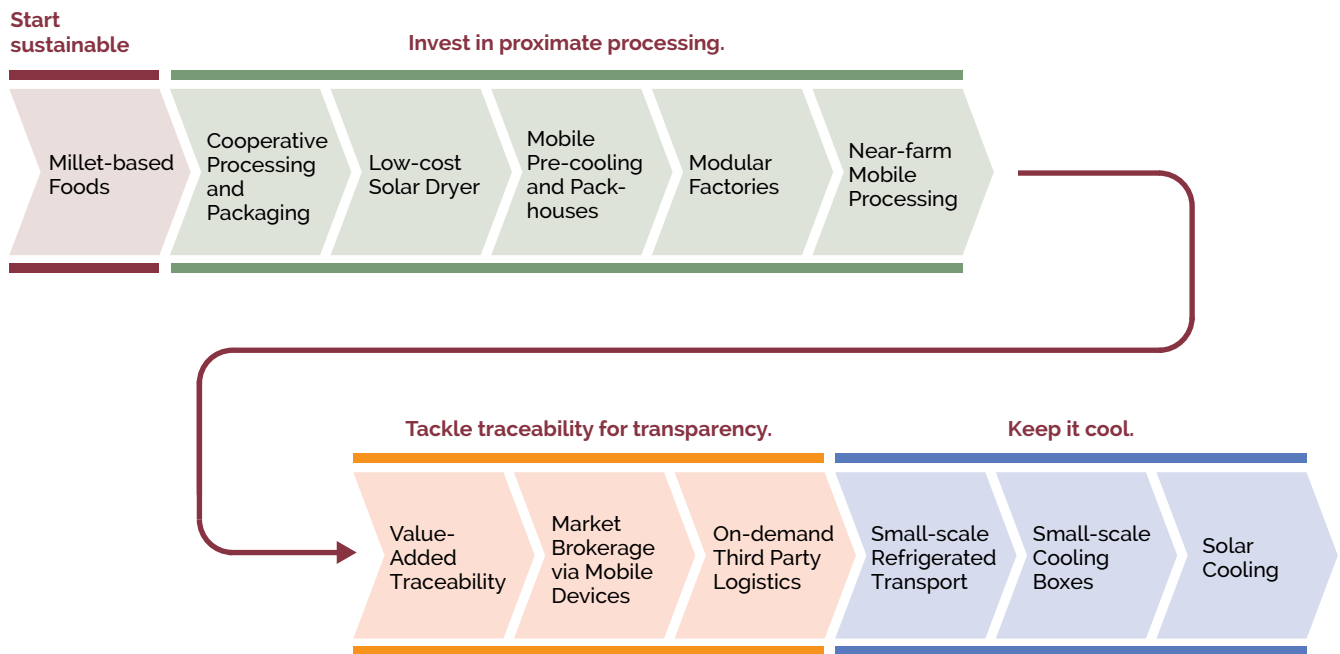 Start
sustainable
Invest in proximate processing.
Millet-based
Foods
Cooperative
Processing
and
Packaging
Low-cost
Solar Dryer
Mobile
Pre-cooling
and Pack-
houses
Modular
Factories
Near-farm
Mobile
Processing
Tackle traceability for transparency.
Keep it cool.
Value-
Added
Traceability
Market
Brokerage
via Mobile
Devices
On-demand
Third Party
Logistics
Small-scale
Refrigerated
Transport
Small-scale
Cooling
Boxes
Solar
Cooling